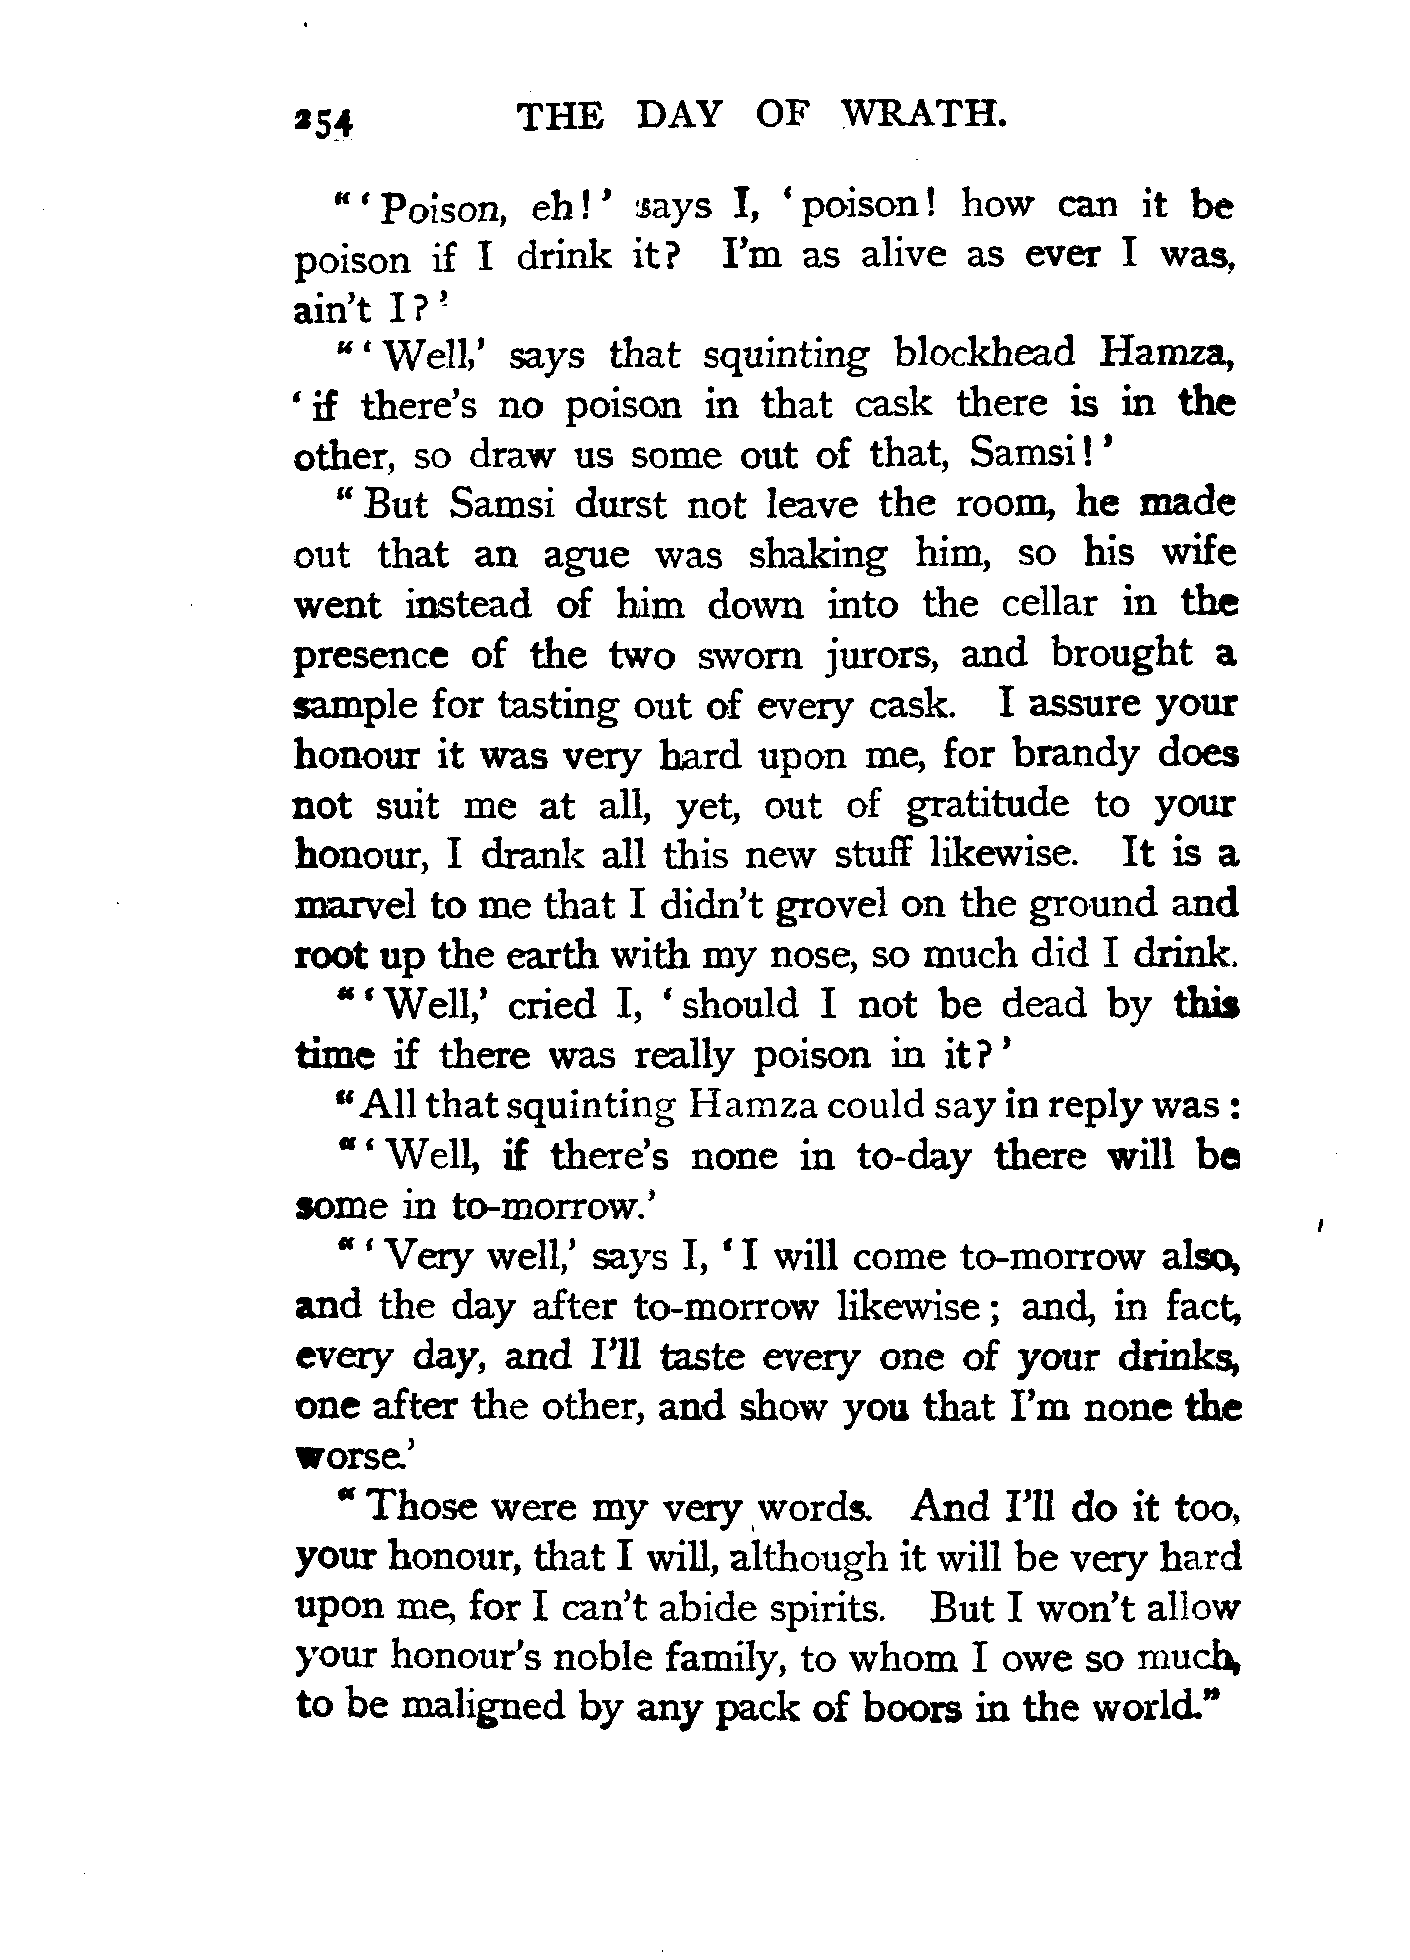 254 THE DAY OF WRATH.
"'Poison, eh!' says I, 'poison! how can it be
poison if I drink it? I'm as alive as ever I was,
ain't I?'
"'Well,' says that squinting blockhead Hamza,
'if there's no poison in that cask there is in the
other, so draw us some out of that, Samsi!'
"But Samsi durst not leave the room, he made
out that an ague was shaking him, so his wife
went instead of him down into the cellar in the
presence of the two sworn jurors, and brought a
sample for tasting out of every cask. I assure your
honour it was very hard upon me, for brandy does
not suit me at all, yet, out of gratitude to your
honour, I drank all this new stuff likewise. It is a
marvel to me that I didn't grovel on the ground and
root up the earth with my nose, so much did I drink.
"'Well,' cried I, 'should I not be dead by this
time if there was really poison in it?'
"All that squinting Hamza could say in reply was:
"'Well, if there's none in to-day there will be
some in to-morrow.'
"'Very well,' says I, 'I will come to-morrow also,
and the day after to-morrow likewise; and, in fact,
every day, and I'll taste every one of your drinks,
one after the other, and show you that I'm none the
worse.'
"Those were my very words. And I'll do it too,
your honour, that I will, although it will be very hard
upon me, for I can't abide spirits. But I won't allow
your honour's noble family, to whom I owe so much,
to be maligned by any pack of boors in the world."